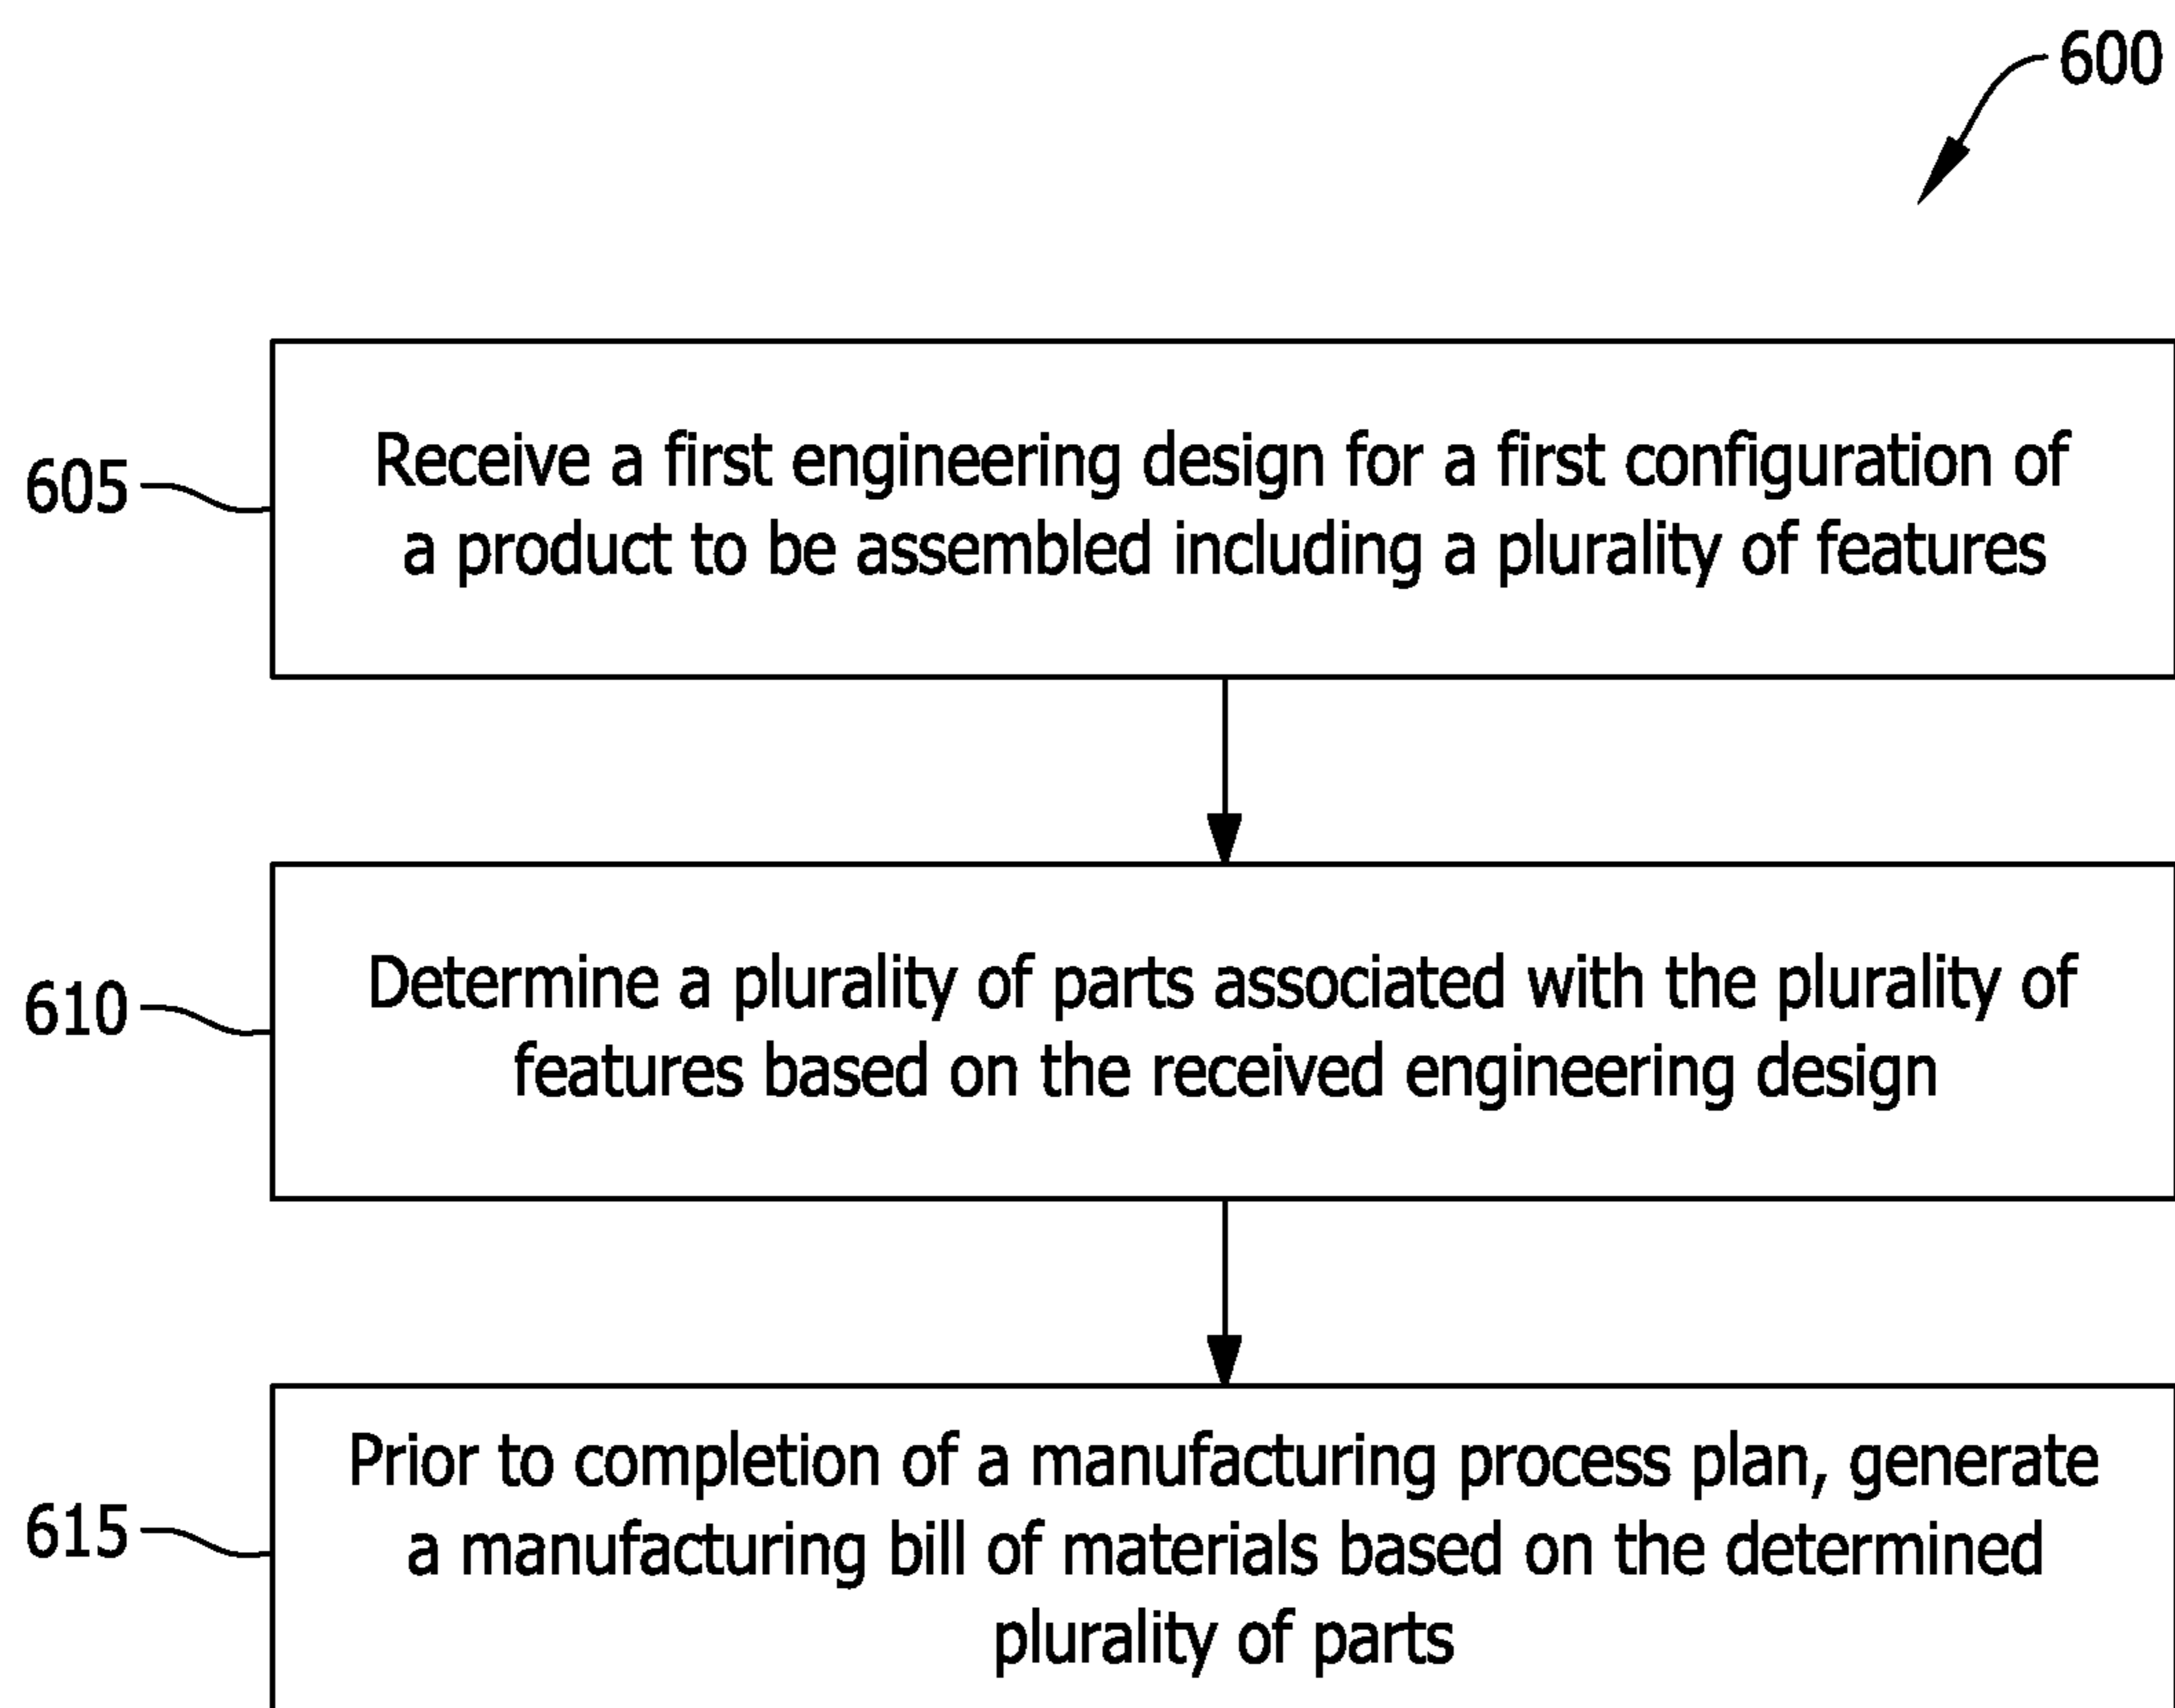 600
605
Receive a first engineering design for a first configuration of
a product to be assembled including a plurality of features
610
Determine a plurality of parts associated with the plurality of
features based on the received engineering design
615
Prior to completion of a manufacturing process plan, generate
a manufacturing bill of materials based on the determined
plurality of parts